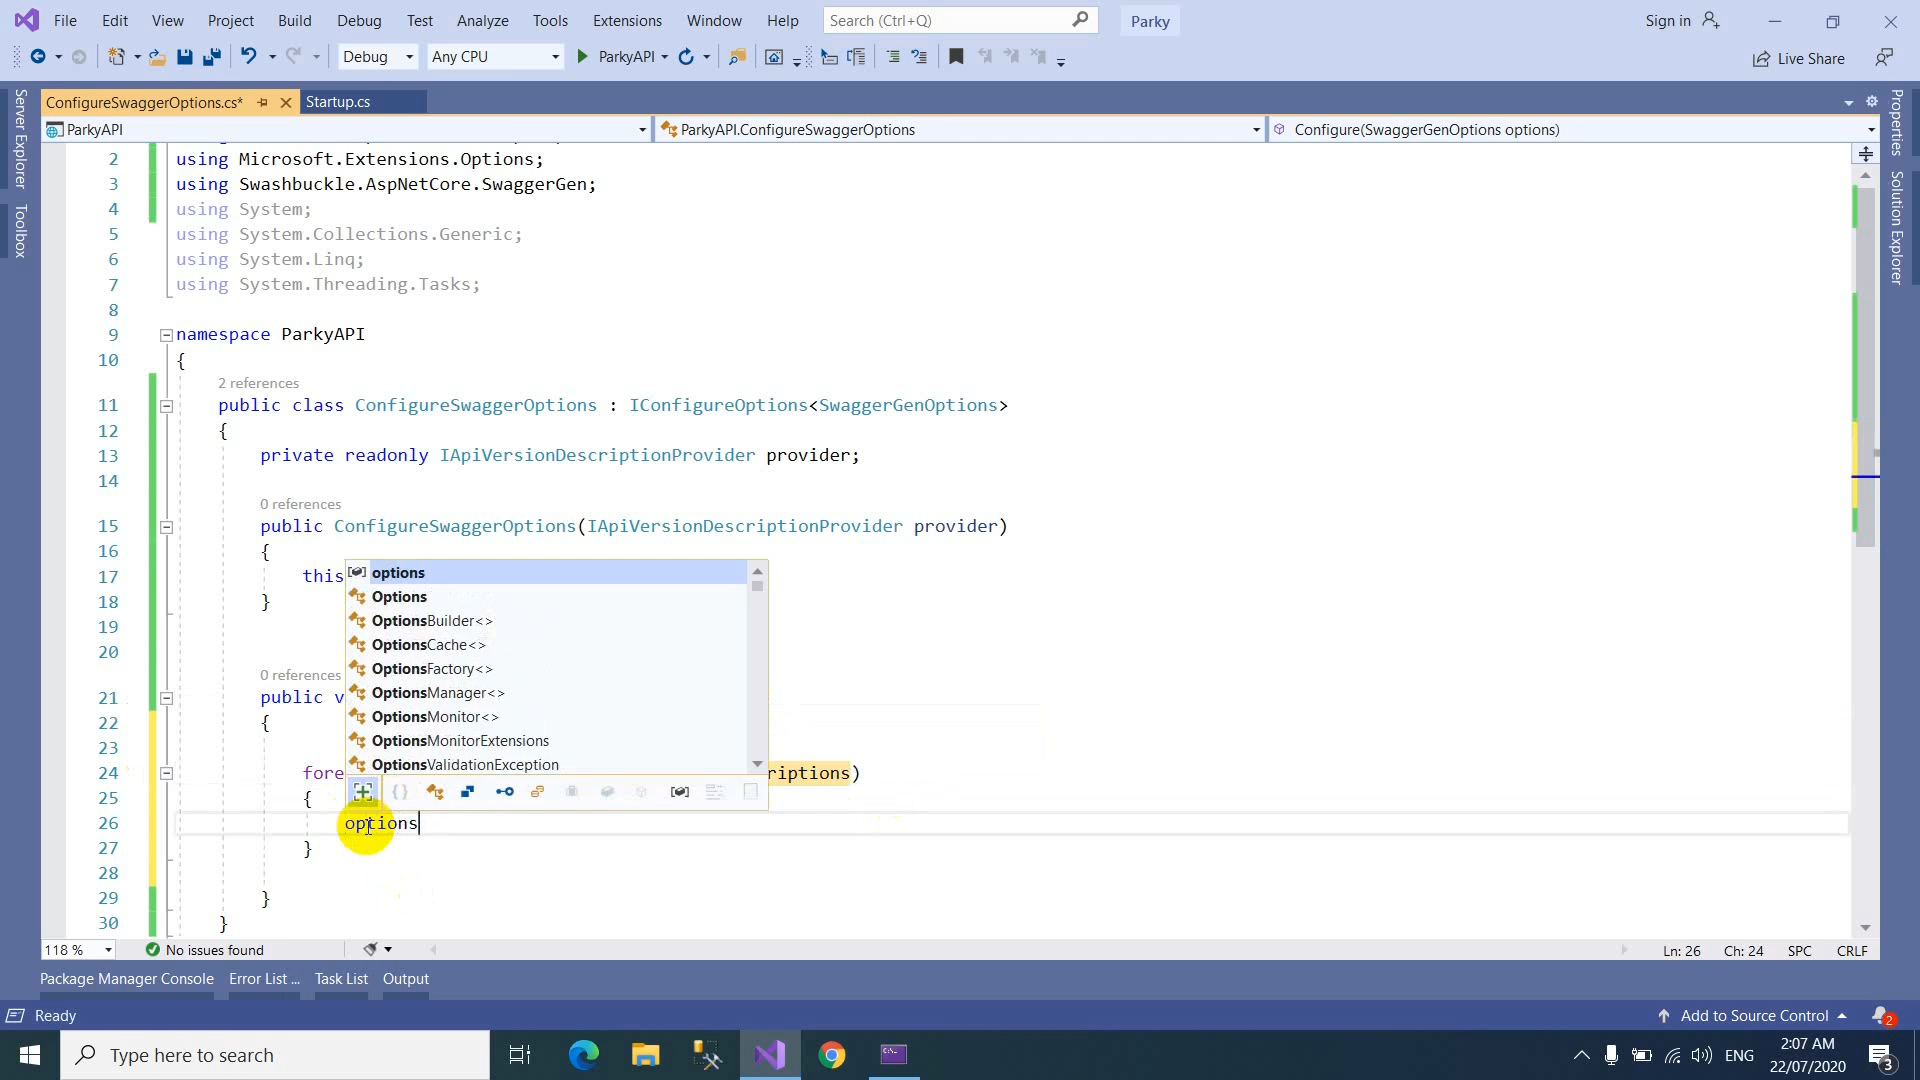 File Edit View Project Build Debug Test Analyze Tools Extensions Window Help Search (Ctrl+Q) Parky Sign in
Debug Any CPU ParkyAPI Live Share
ConfigureSwaggerOptions.cs* Startup.cs
ParkyAPI ParkyAPI.ConfigureSwaggerOptions Configure(SwaggerGenOptions options)
Server Explorer
Toolbox
Properties
Solution Explorer
2 using Microsoft.Extensions.Options;
3 using Swashbuckle.AspNetCore.SwaggerGen;
4 using System;
5 using System.Collections.Generic;
6 using System.Linq;
7 using System.Threading.Tasks;
8
9 namespace ParkyAPI
10 {
2 references
11 public class ConfigureSwaggerOptions : IConfigureOptions<SwaggerGenOptions>
12 {
13 private readonly IApiVersionDescriptionProvider provider;
14
0 references
15 public ConfigureSwaggerOptions(IApiVersionDescriptionProvider provider)
16 {
17 this
18 }
19
20
0 references
21 public v
22 {
23
24 fore riptions)
25 {
26 options
27 }
28
29 }
30 }
options
Options
OptionsBuilder<>
OptionsCache<>
OptionsFactory<>
OptionsManager<>
OptionsMonitor<>
OptionsMonitorExtensions
OptionsValidationException
118 % No issues found Ln: 26 Ch: 24 SPC CRLF
Package Manager Console Error List ... Task List Output
Ready Add to Source Control 2
Type here to search ENG 2:07 AM
22/07/2020 3